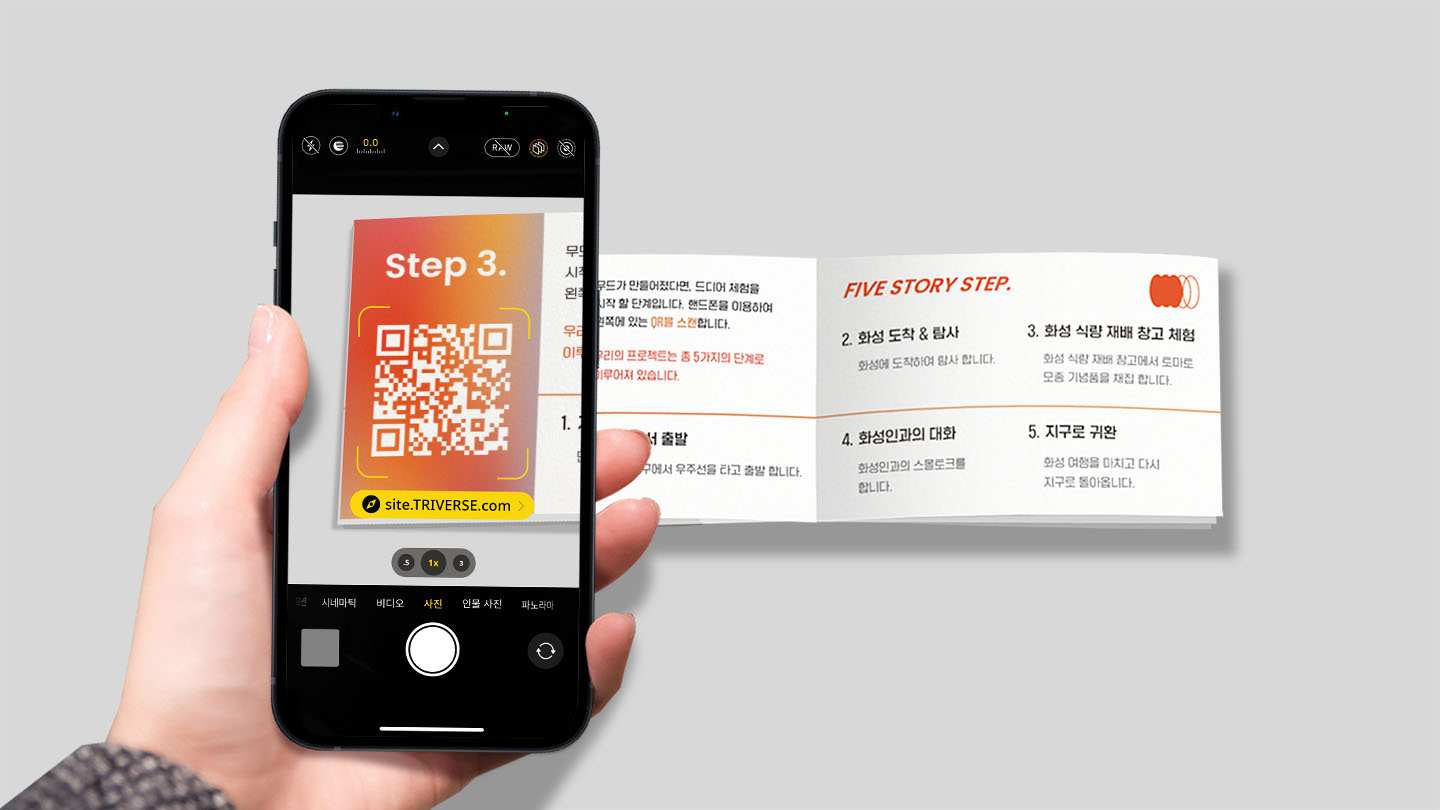 0.0
RAW
Step 3.
site.TRIVERSE.com
.5
1x
3
시네마틱
비디오
사진
인물 사진
파노라마
무드가 만들어졌다면, 드디어 체험을
시작 할 단계입니다. 핸드폰을 이용하여
왼쪽에 있는 QR을 스캔합니다.
우리의 프로젝트는 총 5가지의 단계로
이루어져 있습니다.
1.
서 출발
구에서 우주선을 타고 출발 합니다.
FIVE STORY STEP.
2. 화성 도착 & 탐사
화성에 도착하여 탐사 합니다.
3. 화성 식량 재배 창고 체험
화성 식량 재배 창고에서 토마토
모종 기념품을 채집 합니다.
4. 화성인과의 대화
화성인과의 스몰토크를
합니다.
5. 지구로 귀환
화성 여행을 마치고 다시
지구로 돌아옵니다.